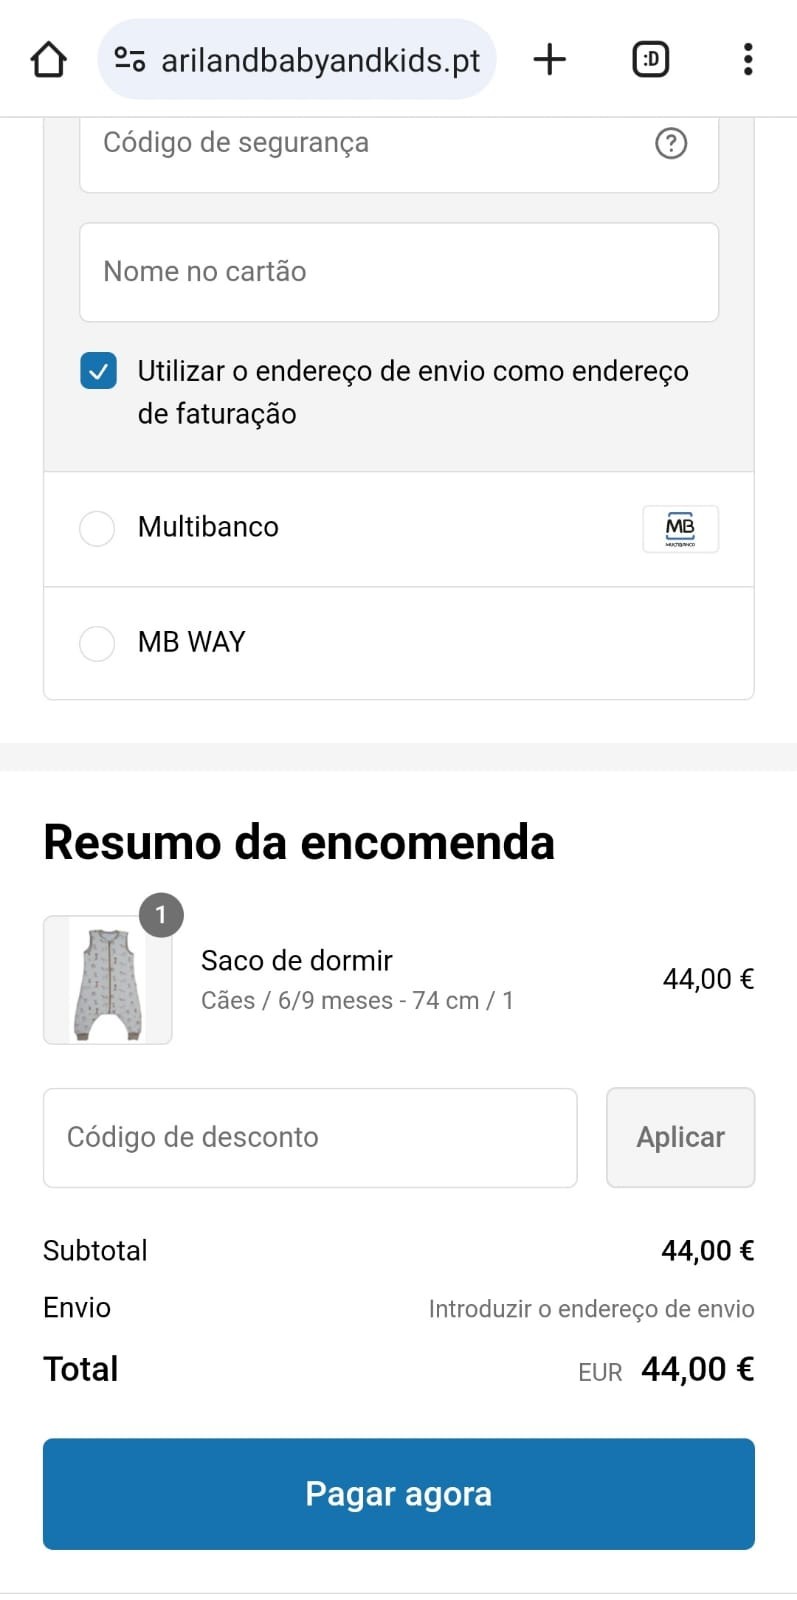 arilandbabyandkids.pt
:D
Código de segurança
?
Nome no cartão
Utilizar o endereço de envio como endereço
de faturação
Multibanco
MB
MULTIBANCO
MB WAY
Resumo da encomenda
1
Saco de dormir
44,00 €
Cães / 6/9 meses - 74 cm / 1
Código de desconto
Aplicar
Subtotal
44,00 €
Envio
Introduzir o endereço de envio
Total
EUR 44,00 €
Pagar agora